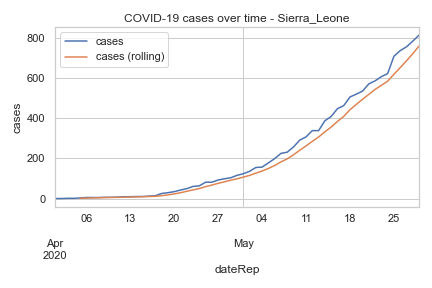 COVID-19 cases over time - Sierra_Leone
cases
cases (rolling)
800
600
400
200
0
cases
06 13 20 27 04 11 18 25
Apr May
2020
dateRep